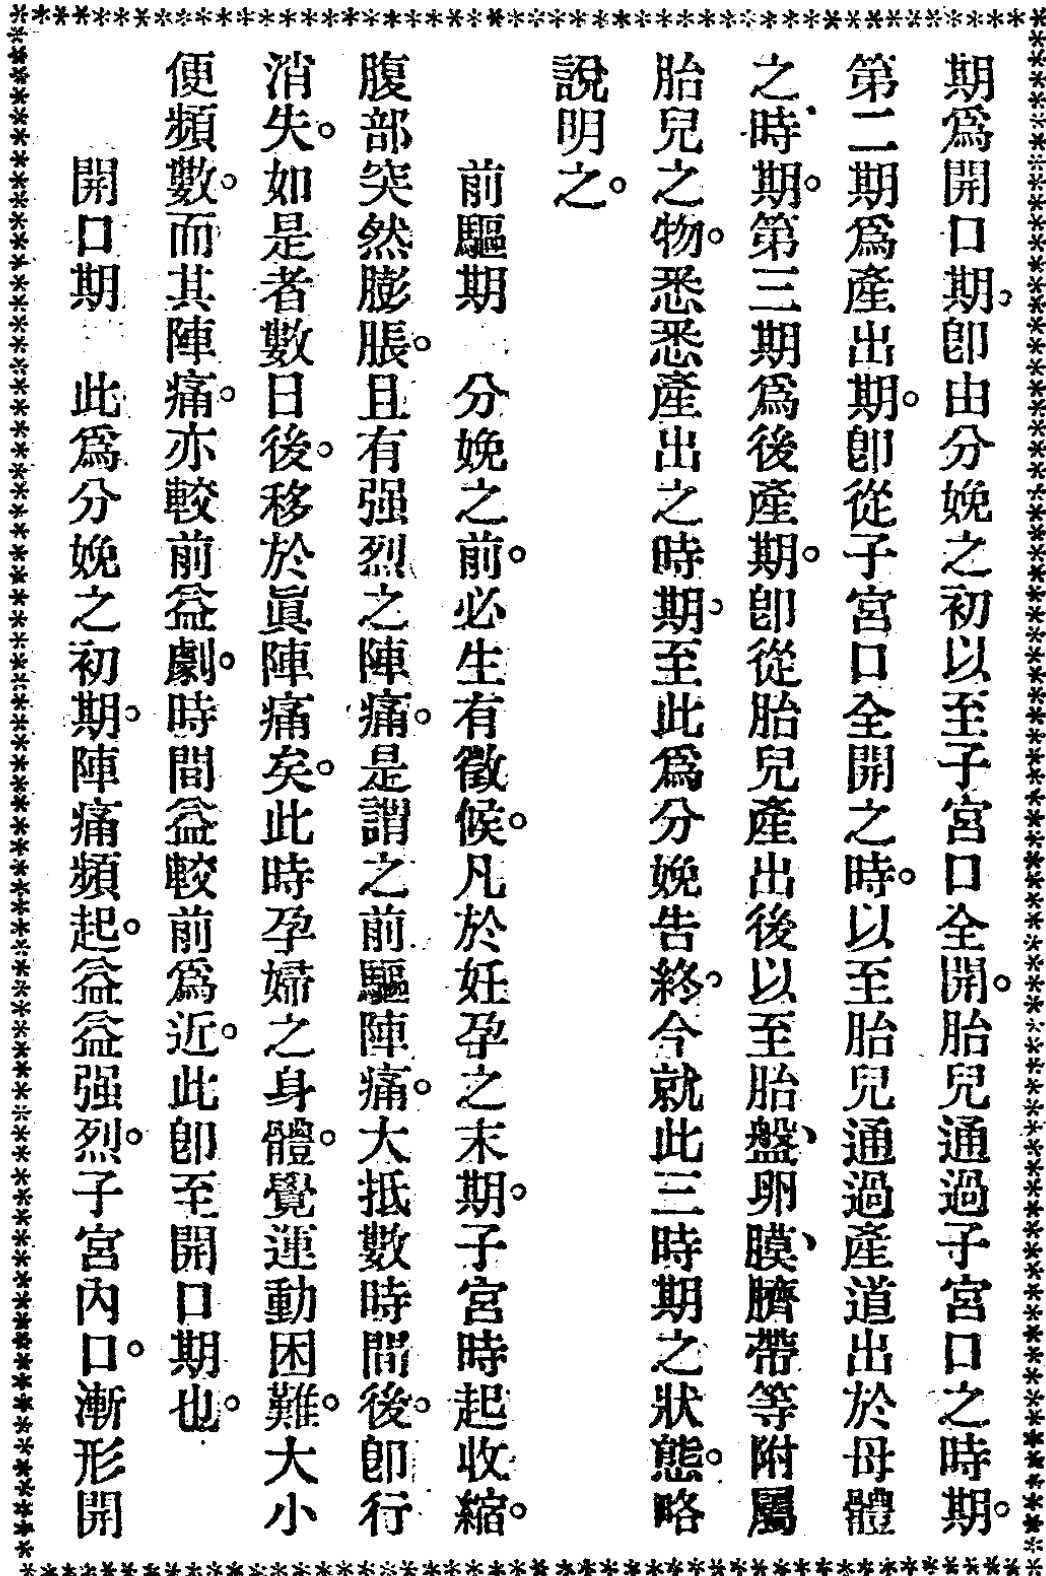 期爲開口期。卽由分娩之初以至子宮口全開。胎兒通過子宮口之時期。
第二期爲產出期。卽從子宮口全開之時。以至胎兒通過產道出於母體
之時期。第三期爲後產期。卽從胎兒產出後以至胎盤、卵膜、臍帶等附屬
胎兒之物。悉悉產出之時期。至此爲分娩告終。今就此三時期之狀態。略
說明之。
前驅期　分娩之前。必生有徵候。凡於妊孕之末期。子宮時起收縮。
腹部突然膨脹。且有强烈之陣痛。是謂之前驅陣痛。大抵數時間後。卽行
消失。如是者數日後。移於眞陣痛矣。此時孕婦之身體。覺運動困難。大小
便頻數。而其陣痛。亦較前益劇。時間益較前爲近。此卽至開口期也。
開口期　此爲分娩之初期。陣痛頻起。益益强烈。子宮內口。漸形開